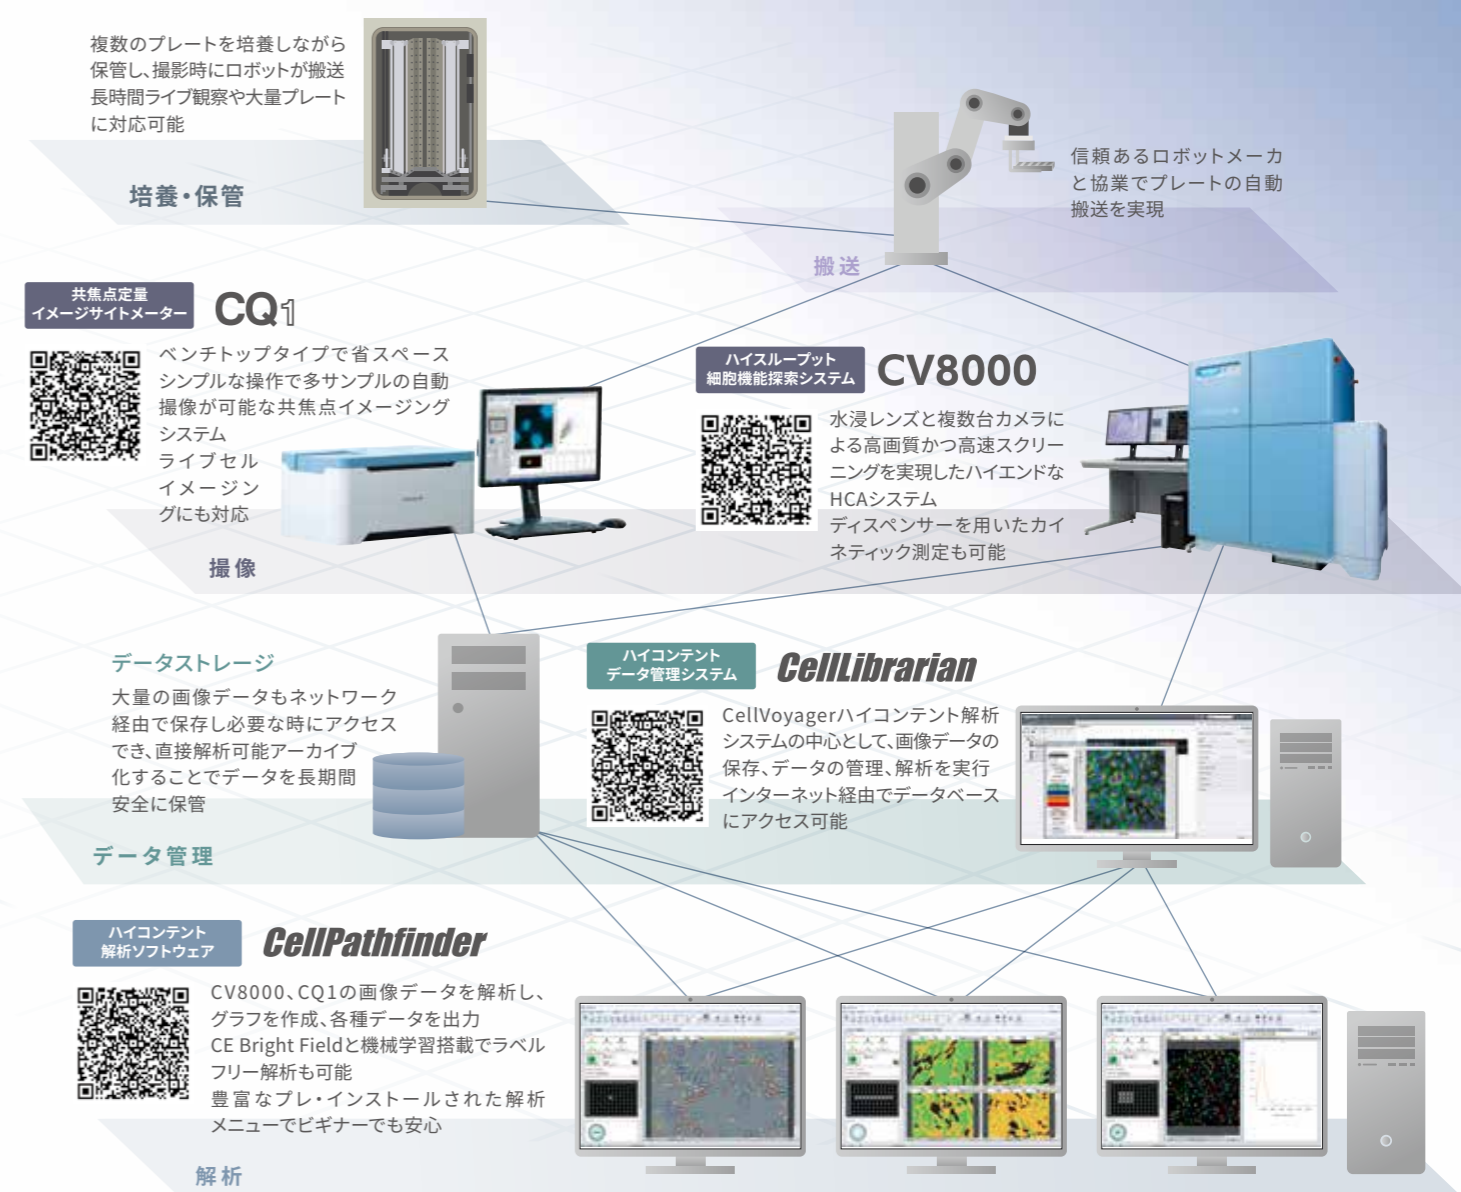 複数のプレートを培養しながら
保管し、撮影時にロボットが搬送
長時間ライブ観察や大量プレート
に対応可能
培養・保管
信頼あるロボットメーカ
と協業でプレートの自動
搬送を実現
搬送
共焦点定量
イメージサイトメーター
CQ1
ベンチトップタイプで省スペース
シンプルな操作で多サンプルの自動
撮像が可能な共焦点イメージング
システム
ライブセル
イメージン
グにも対応
撮像
ハイスループット
細胞機能探索システム
CV8000
水浸レンズと複数台カメラに
よる高画質かつ高速スクリー
ニングを実現したハイエンドな
HCAシステム
ディスペンサーを用いたカイ
ネティック測定も可能
データストレージ
大量の画像データもネットワーク
経由で保存し必要な時にアクセス
でき、直接解析可能アーカイブ
化することでデータを長期間
安全に保管
データ管理
ハイコンテント
データ管理システム
CellLibrarian
CellVoyagerハイコンテント解析
システムの中心として、画像データの
保存、データの管理、解析を実行
インターネット経由でデータベース
にアクセス可能
ハイコンテント
解析ソフトウェア
CellPathfinder
CV8000、CQ1の画像データを解析し、
グラフを作成、各種データを出力
CE Bright Fieldと機械学習搭載でラベル
フリー解析も可能
豊富なプレ・インストールされた解析
メニューでビギナーでも安心
解析